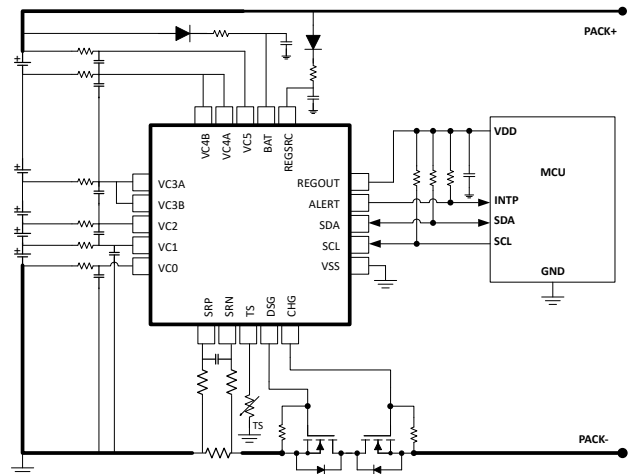 PACK+
VC4B
VC4A
VC5
BAT
REGSRC
VC3A
VC3B
VC2
VC1
VC0
REGOUT
ALERT
SDA
SCL
VSS
SRP
SRN
TS
DSG
CHG
VDD
MCU
INTP
SDA
SCL
GND
TS
PACK-